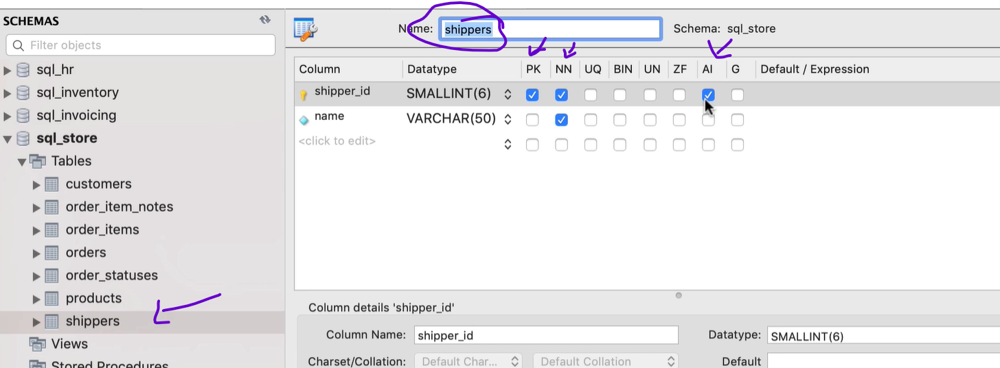 SCHEMAS
Filter objects
sql_hr
sql_inventory
sql_invoicing
sql_store
Tables
customers
order_item_notes
order_items
orders
order_statuses
products
shippers
Views
Stored Procedures
Name: shippers Schema: sql_store
Column Datatype PK NN UQ BIN UN ZF AI G Default / Expression
shipper_id SMALLINT(6)
name VARCHAR(50)
<click to edit>
Column details 'shipper_id'
Column Name: shipper_id Datatype: SMALLINT(6)
Charset/Collation: Default Char... Default Collation Default